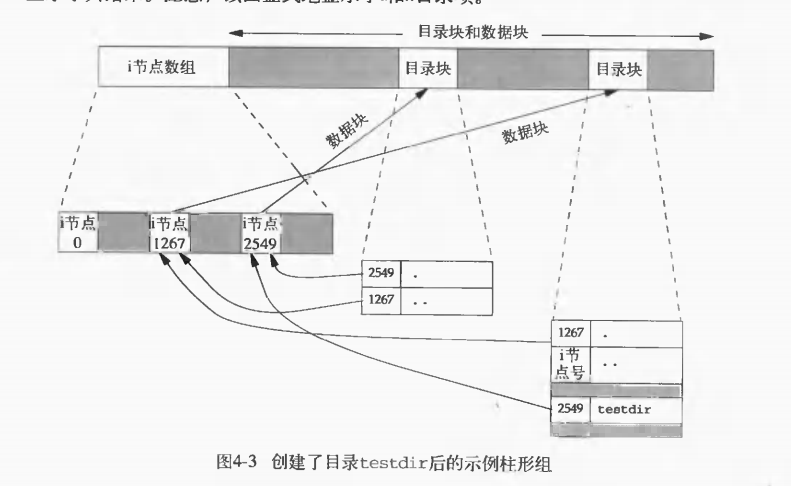 目录块和数据块
i节点数组
目录块
目录块
数据块
数据块
i节点
0
i节点
1267
i节点
2549
2549 .
1267 ..
1267 .
i节
点号 ..
2549 testdir
图4-3 创建了目录testdir后的示例柱形组